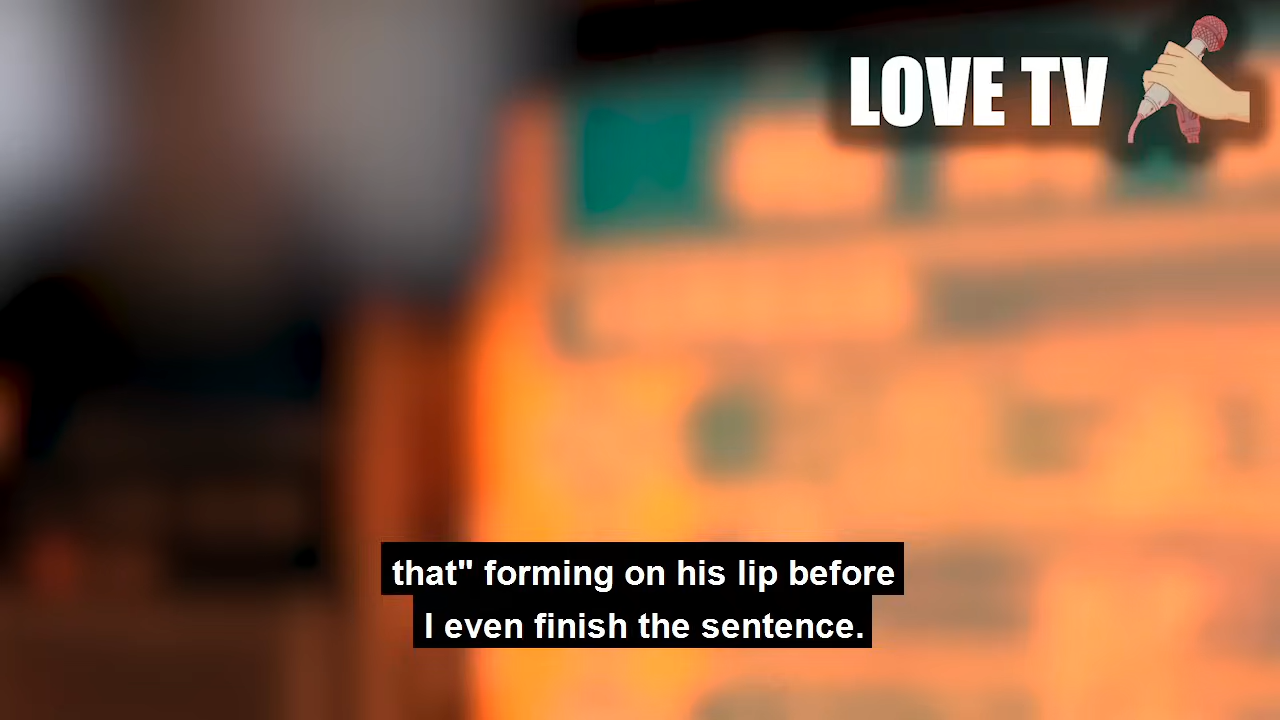 LOVE TV
that" forming on his lip before
I even finish the sentence.